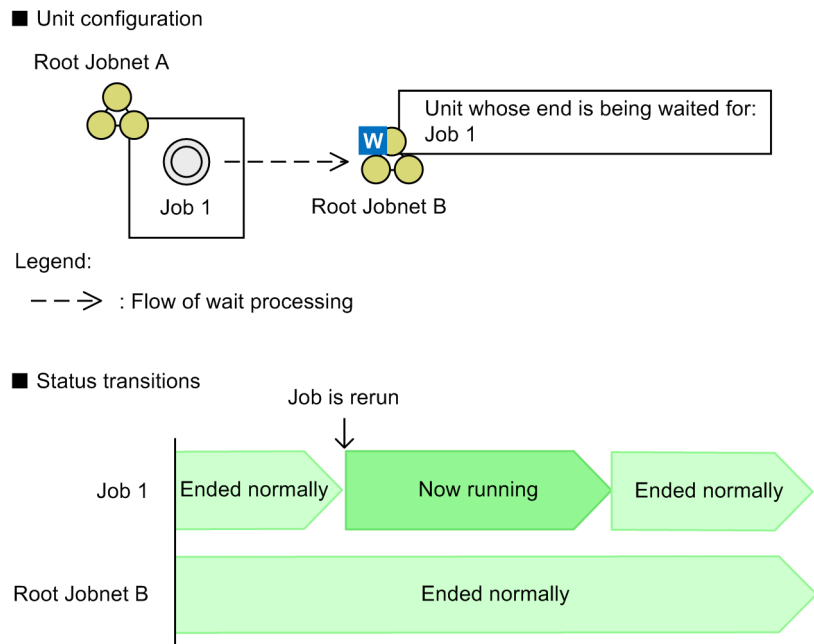 ■ Unit configuration
Root Jobnet A
Unit whose end is being waited for:
Job 1
W
Job 1
Root Jobnet B
Legend:
: Flow of wait processing
■ Status transitions
Job is rerun
Job 1
Ended normally
Now running
Ended normally
Root Jobnet B
Ended normally